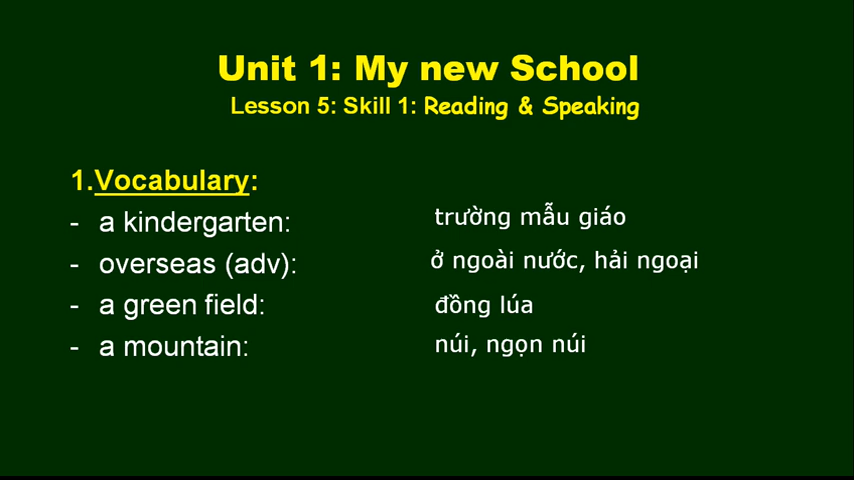 Unit 1: My new School
Lesson 5: Skill 1: Reading & Speaking
1.Vocabulary:
- a kindergarten: trường mẫu giáo
- overseas (adv): ở ngoài nước, hải ngoại
- a green field: đồng lúa
- a mountain: núi, ngọn núi